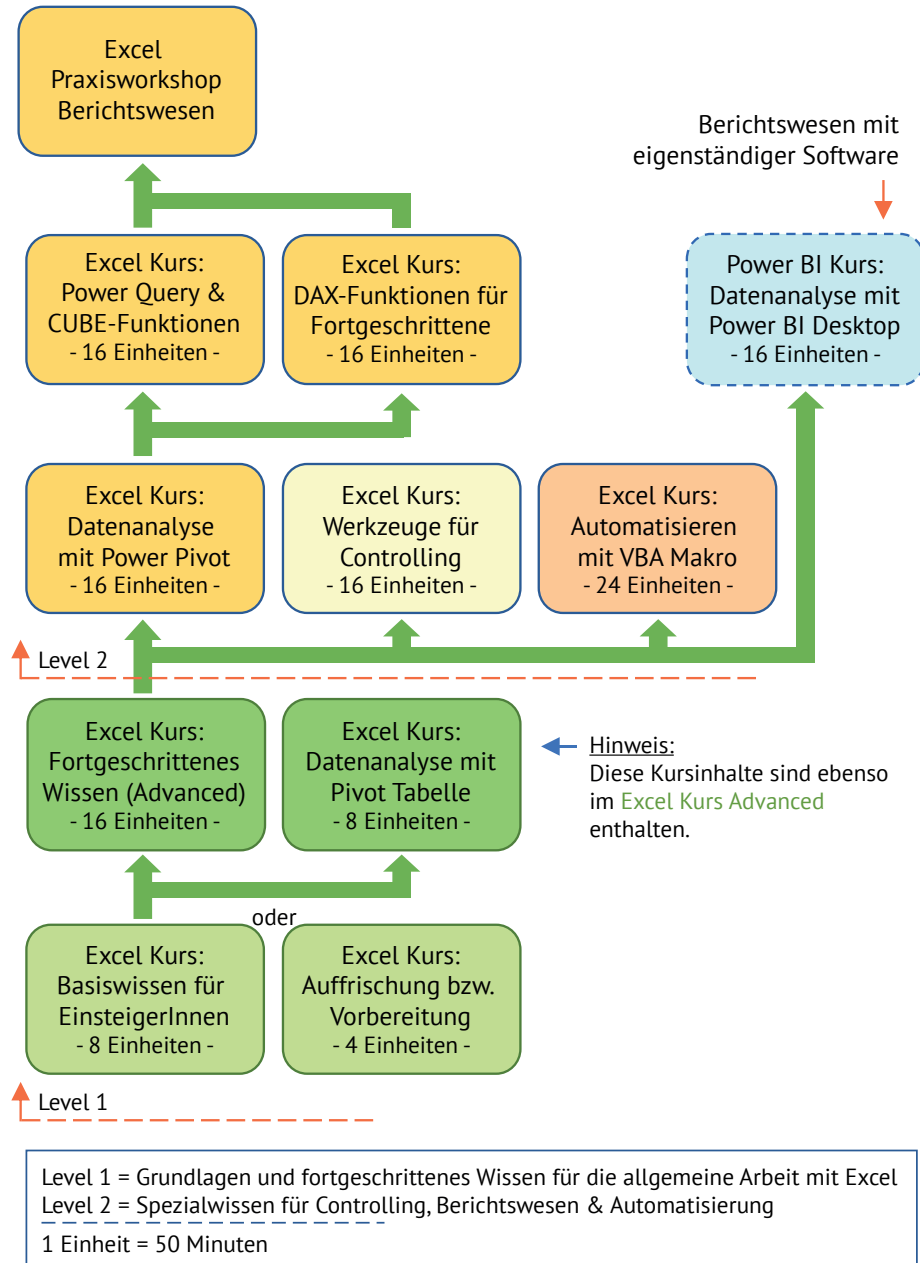 Excel
Praxisworkshop
Berichtswesen
Berichtswesen mit
eigenständiger Software
Excel Kurs:
Power Query &
CUBE-Funktionen
- 16 Einheiten -
Excel Kurs:
DAX-Funktionen für
Fortgeschrittene
- 16 Einheiten -
Power BI Kurs:
Datenanalyse mit
Power BI Desktop
- 16 Einheiten -
Excel Kurs:
Datenanalyse
mit Power Pivot
- 16 Einheiten -
Excel Kurs:
Werkzeuge für
Controlling
- 16 Einheiten -
Excel Kurs:
Automatisieren
mit VBA Makro
- 24 Einheiten -
Level 2
Excel Kurs:
Fortgeschrittenes
Wissen (Advanced)
- 16 Einheiten -
Excel Kurs:
Datenanalyse mit
Pivot Tabelle
- 8 Einheiten -
Hinweis:
Diese Kursinhalte sind ebenso
im Excel Kurs Advanced
enthalten.
oder
Excel Kurs:
Basiswissen für
EinsteigerInnen
- 8 Einheiten -
Excel Kurs:
Auffrischung bzw.
Vorbereitung
- 4 Einheiten -
Level 1
Level 1 = Grundlagen und fortgeschrittenes Wissen für die allgemeine Arbeit mit Excel
Level 2 = Spezialwissen für Controlling, Berichtswesen & Automatisierung
1 Einheit = 50 Minuten